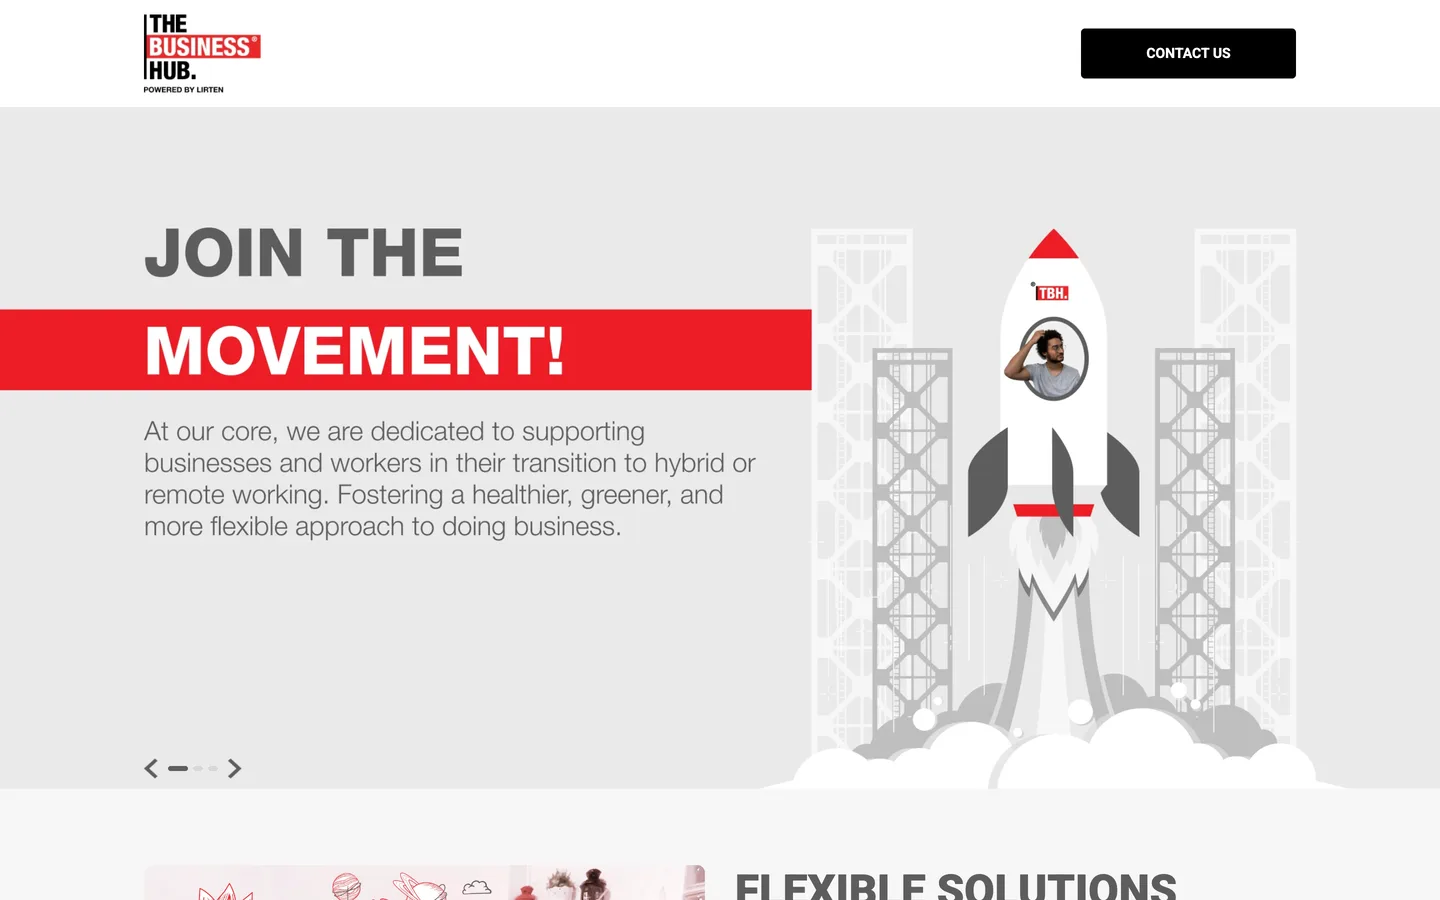 THE
BUSINESS®
HUB.
POWERED BY LIRTEN
CONTACT US
JOIN THE
MOVEMENT!
At our core, we are dedicated to supporting
businesses and workers in their transition to hybrid or
remote working. Fostering a healthier, greener, and
more flexible approach to doing business.
TBH.
FLEXIBLE SOLUTIONS